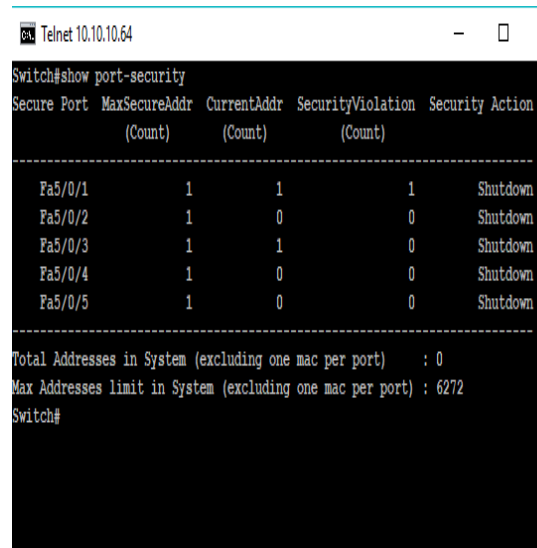 Telnet 10.10.10.64
Switch#show port-security
Secure Port MaxSecureAddr CurrentAddr SecurityViolation Security Action
(Count) (Count) (Count)
---------------------------------------------------------------------------
Fa5/0/1 1 1 1 Shutdown
Fa5/0/2 1 0 0 Shutdown
Fa5/0/3 1 1 0 Shutdown
Fa5/0/4 1 0 0 Shutdown
Fa5/0/5 1 0 0 Shutdown
---------------------------------------------------------------------------
Total Addresses in System (excluding one mac per port) : 0
Max Addresses limit in System (excluding one mac per port) : 6272
Switch#